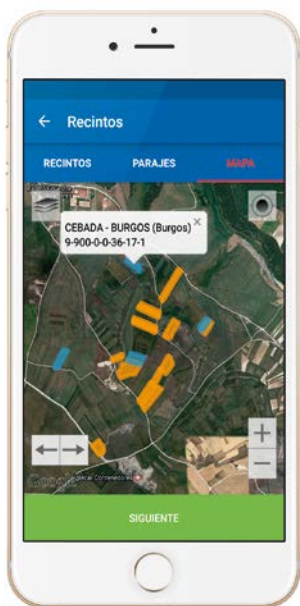 ← Recintos
RECINTOS PARAJES MAPA
CEBADA - BURGOS (Burgos) ×
9-900-0-0-36-17-1
+
−
← →
Google
SIGUIENTE